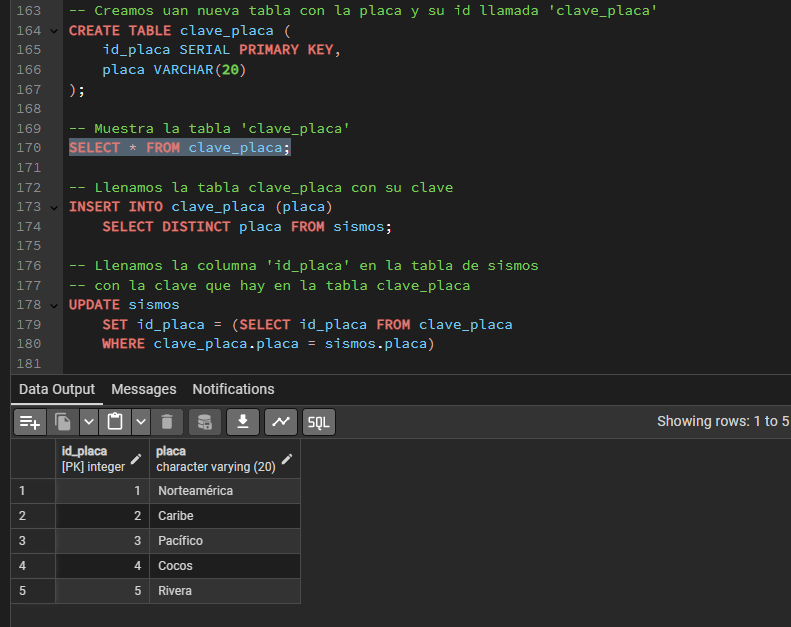 163 -- Creamos uan nueva tabla con la placa y su id llamada 'clave_placa'
164 CREATE TABLE clave_placa (
165 id_placa SERIAL PRIMARY KEY,
166 placa VARCHAR(20)
167 );
168
169 -- Muestra la tabla 'clave_placa'
170 SELECT * FROM clave_placa;
171
172 -- Llenamos la tabla clave_placa con su clave
173 INSERT INTO clave_placa (placa)
174 SELECT DISTINCT placa FROM sismos;
175
176 -- Llenamos la columna 'id_placa' en la tabla de sismos
177 -- con la clave que hay en la tabla clave_placa
178 UPDATE sismos
179 SET id_placa = (SELECT id_placa FROM clave_placa
180 WHERE clave_placa.placa = sismos.placa)
181
Data Output Messages Notifications
SQL Showing rows: 1 to 5
id_placa placa
[PK] integer character varying (20)
1 1 Norteamérica
2 2 Caribe
3 3 Pacífico
4 4 Cocos
5 5 Rivera